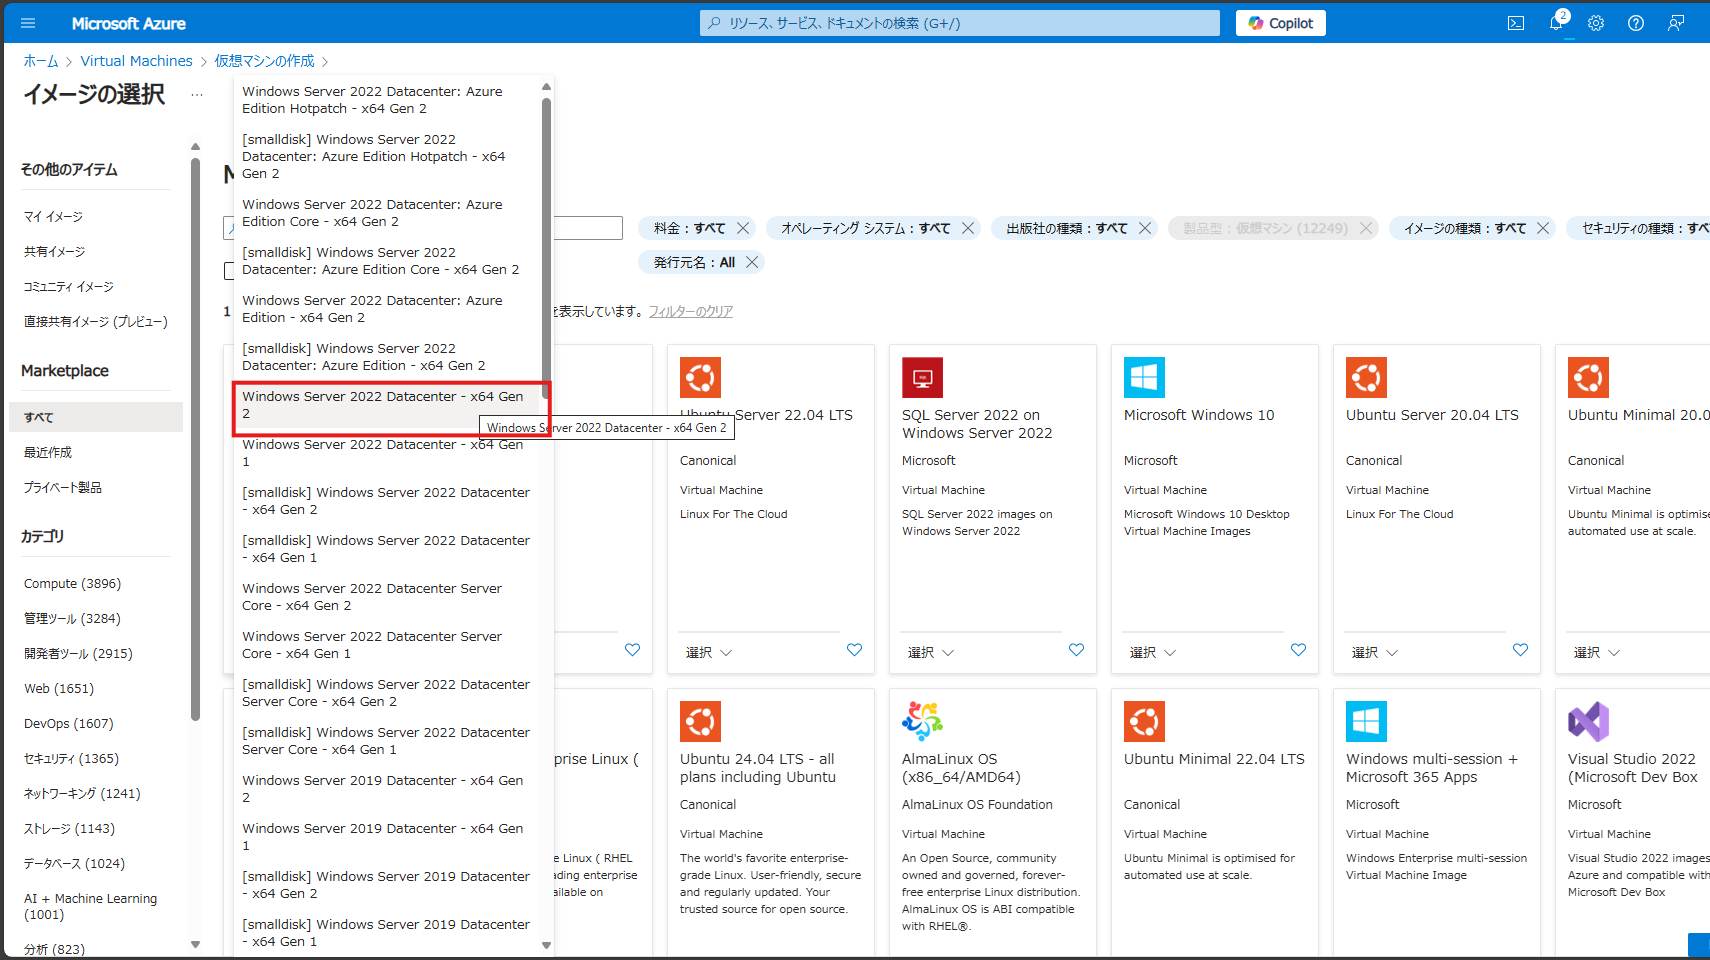 Microsoft Azure
リソース、サービス、ドキュメントの検索 (G+/)
Copilot
2
ホーム
Virtual Machines
仮想マシンの作成
イメージの選択
...
その他のアイテム
マイ イメージ
共有イメージ
コミュニティ イメージ
直接共有イメージ (プレビュー)
Marketplace
すべて
最近作成
プライベート製品
カテゴリ
Compute (3896)
管理ツール (3284)
開発者ツール (2915)
Web (1651)
DevOps (1607)
セキュリティ (1365)
ネットワーキング (1241)
ストレージ (1143)
データベース (1024)
AI + Machine Learning
(1001)
分析 (823)
Windows Server 2022 Datacenter: Azure
Edition Hotpatch - x64 Gen 2
[smalldisk] Windows Server 2022
Datacenter: Azure Edition Hotpatch - x64
Gen 2
Windows Server 2022 Datacenter: Azure
Edition Core - x64 Gen 2
[smalldisk] Windows Server 2022
Datacenter: Azure Edition Core - x64 Gen 2
Windows Server 2022 Datacenter: Azure
Edition - x64 Gen 2
[smalldisk] Windows Server 2022
Datacenter: Azure Edition - x64 Gen 2
Windows Server 2022 Datacenter - x64 Gen
2
Windows Server 2022 Datacenter - x64 Gen 2
Windows Server 2022 Datacenter - x64 Gen
1
[smalldisk] Windows Server 2022 Datacenter
- x64 Gen 2
[smalldisk] Windows Server 2022 Datacenter
- x64 Gen 1
Windows Server 2022 Datacenter Server
Core - x64 Gen 2
Windows Server 2022 Datacenter Server
Core - x64 Gen 1
[smalldisk] Windows Server 2022 Datacenter
Server Core - x64 Gen 2
[smalldisk] Windows Server 2022 Datacenter
Server Core - x64 Gen 1
Windows Server 2019 Datacenter - x64 Gen
2
Windows Server 2019 Datacenter - x64 Gen
1
[smalldisk] Windows Server 2019 Datacenter
- x64 Gen 2
[smalldisk] Windows Server 2019 Datacenter
- x64 Gen 1
料金 : すべて
オペレーティング システム : すべて
出版社の種類 : すべて
製品型 : 仮想マシン (12249)
イメージの種類 : すべて
セキュリティの種類 : すべ
発行元名 : All
1
を表示しています。 フィルターのクリア
Ubuntu Server 22.04 LTS
Canonical
Virtual Machine
Linux For The Cloud
選択
SQL Server 2022 on
Windows Server 2022
Microsoft
Virtual Machine
SQL Server 2022 images on
Windows Server 2022
選択
Microsoft Windows 10
Microsoft
Virtual Machine
Microsoft Windows 10 Desktop
Virtual Machine Images
選択
Ubuntu Server 20.04 LTS
Canonical
Virtual Machine
Linux For The Cloud
選択
Ubuntu Minimal 20.0
Canonical
Virtual Machine
Ubuntu Minimal is optimise
automated use at scale.
選択
prise Linux (
e Linux ( RHEL
ading enterprise
ailable on
Ubuntu 24.04 LTS - all
plans including Ubuntu
Canonical
Virtual Machine
The world's favorite enterprise-
grade Linux. User-friendly, secure
and regularly updated. Your
trusted source for open source.
AlmaLinux OS
(x86_64/AMD64)
AlmaLinux OS Foundation
Virtual Machine
An Open Source, community
owned and governed, forever-
free enterprise Linux distribution.
AlmaLinux OS is ABI compatible
with RHEL®.
Ubuntu Minimal 22.04 LTS
Canonical
Virtual Machine
Ubuntu Minimal is optimised for
automated use at scale.
Windows multi-session +
Microsoft 365 Apps
Microsoft
Virtual Machine
Windows Enterprise multi-session
Virtual Machine Image
Visual Studio 2022
(Microsoft Dev Box
Microsoft
Virtual Machine
Visual Studio 2022 images
Azure and compatible with
Microsoft Dev Box